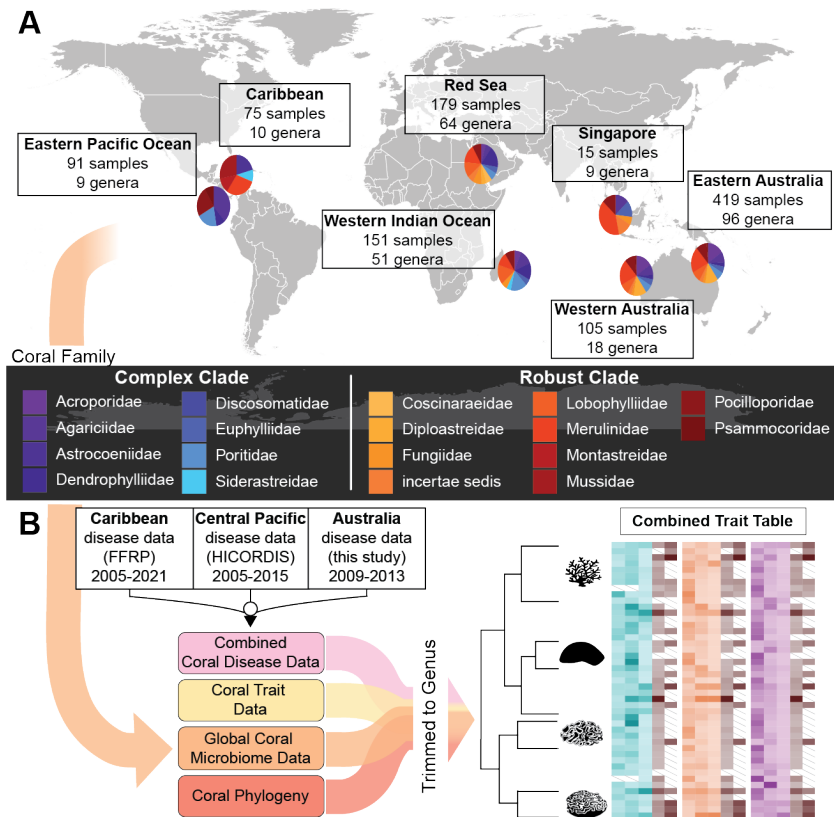 A
Caribbean
75 samples
10 genera
Red Sea
179 samples
64 genera
Eastern Pacific Ocean
91 samples
9 genera
Singapore
15 samples
9 genera
Eastern Australia
419 samples
96 genera
Western Indian Ocean
151 samples
51 genera
Western Australia
105 samples
18 genera
Coral Family
Complex Clade
Acroporidae
Agariciidae
Astrocoeniidae
Dendrophylliidae
Discosomatidae
Euphylliidae
Poritidae
Siderastreidae
Robust Clade
Coscinaraeidae
Diploastreidae
Fungiidae
incertae sedis
Lobophylliidae
Merulinidae
Montastreidae
Mussidae
Pocilloporidae
Psammocoridae
B
Caribbean
disease data
(FFRP)
2005-2021
Central Pacific
disease data
(HICORDIS)
2005-2015
Australia
disease data
(this study)
2009-2013
Combined
Coral Disease Data
Coral Trait
Data
Global Coral
Microbiome Data
Coral Phylogeny
Trimmed to Genus
Combined Trait Table